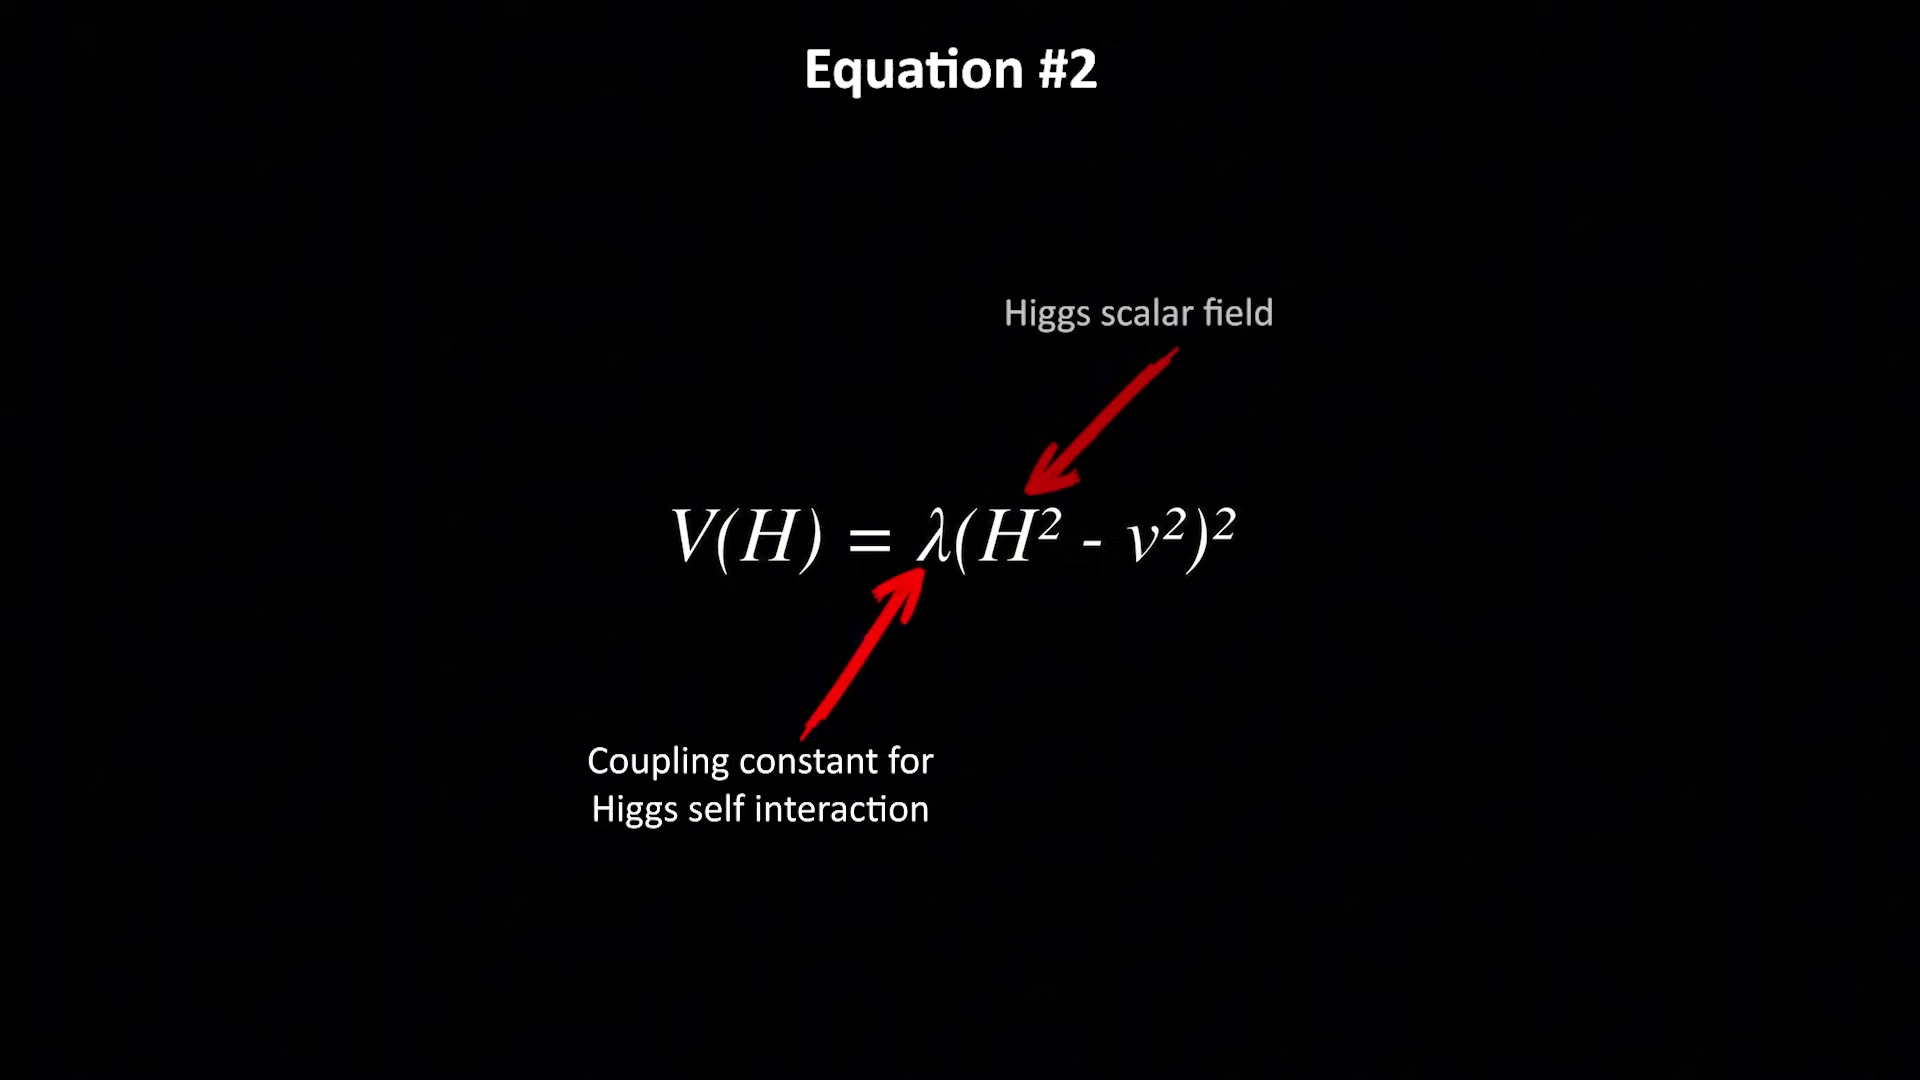 Equation #2
Higgs scalar field
V(H) = λ(H² - v²)²
Coupling constant for
Higgs self interaction